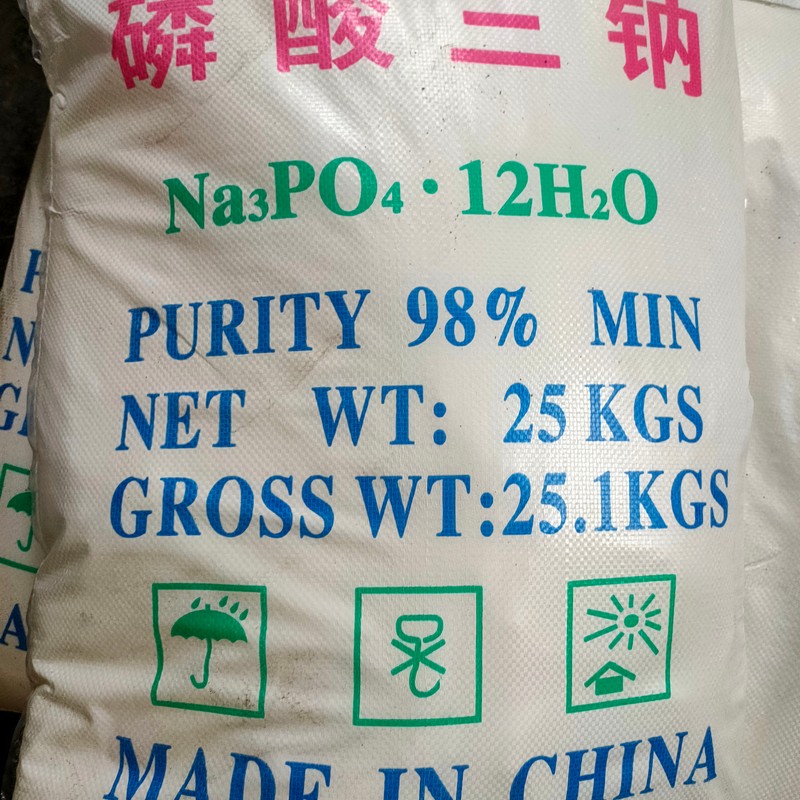 磷酸三钠
Na₃PO₄·12H₂O
PURITY 98% MIN
NET WT: 25 KGS
GROSS WT:25.1KGS
MADE IN CHINA